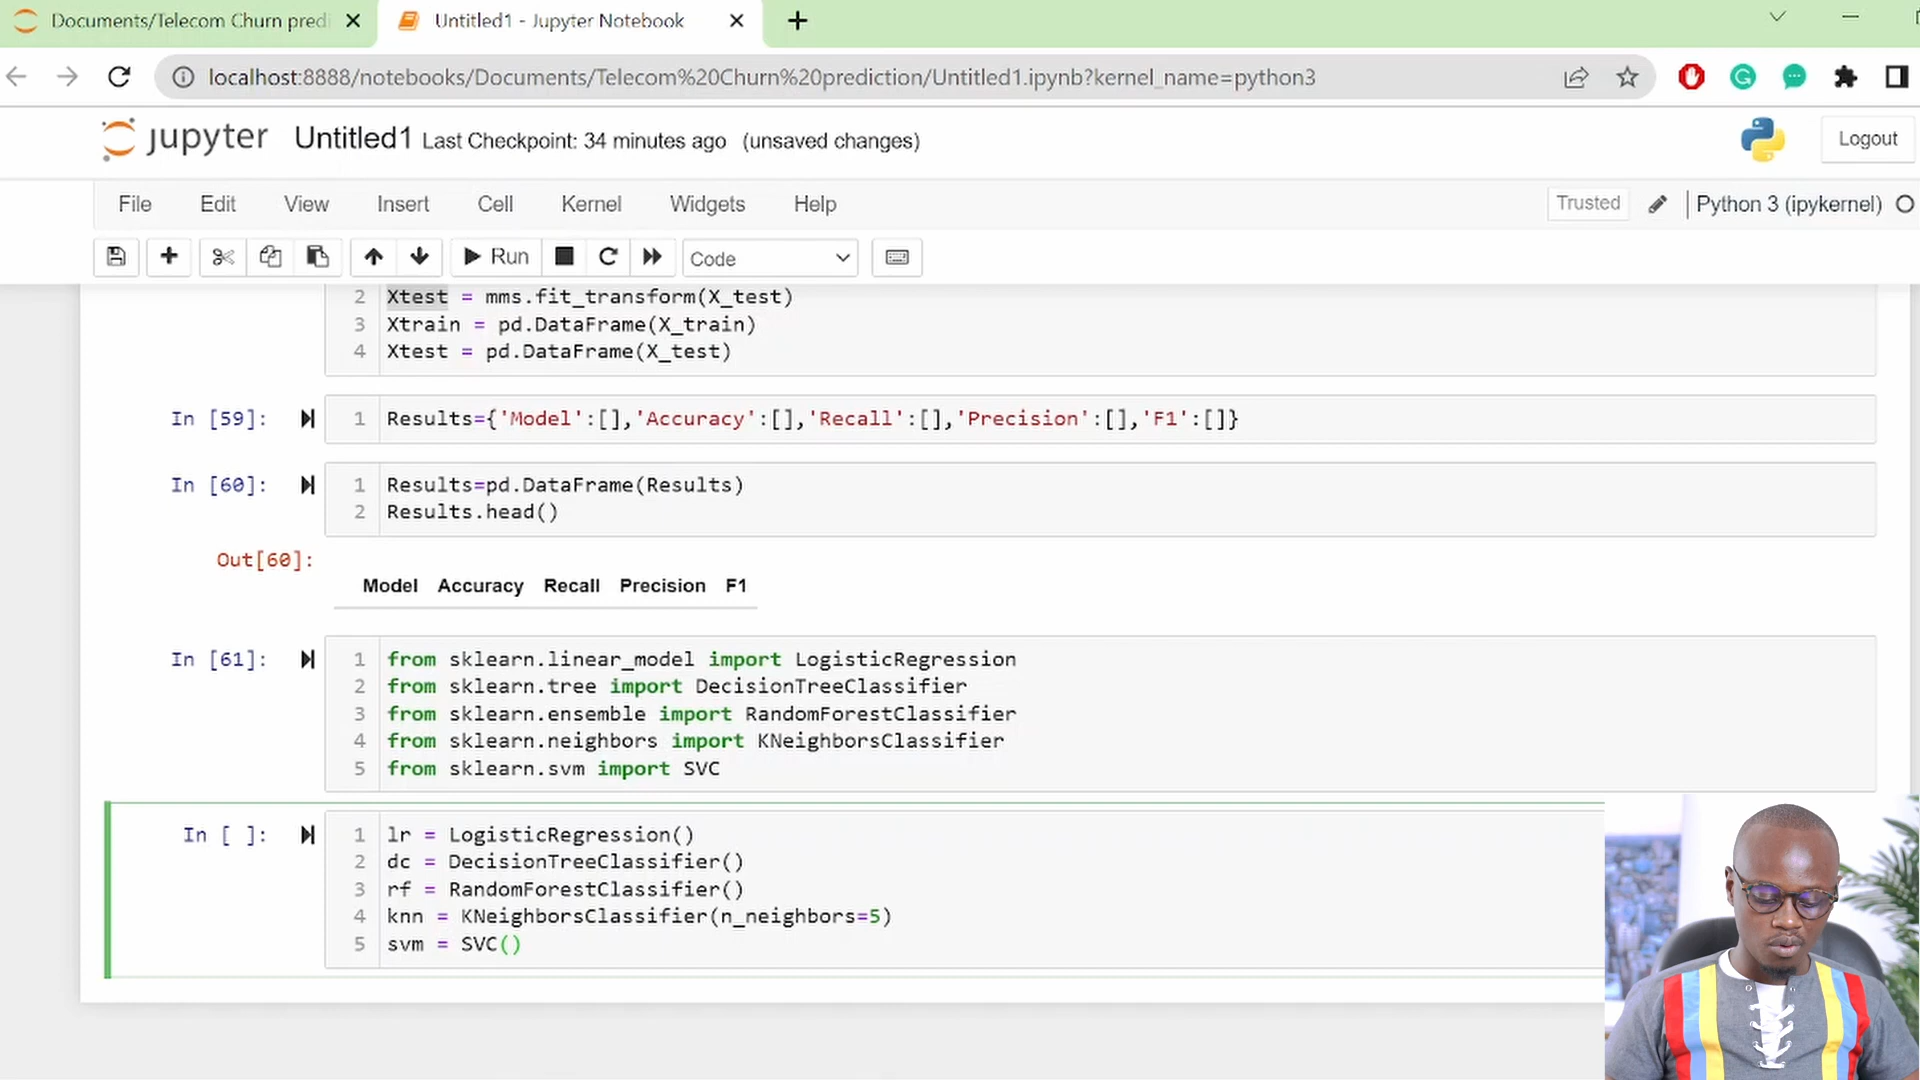 Documents/Telecom Churn predi
Untitled1 - Jupyter Notebook
localhost:8888/notebooks/Documents/Telecom%20Churn%20prediction/Untitled1.ipynb?kernel_name=python3
jupyter Untitled1 Last Checkpoint: 34 minutes ago (unsaved changes)
Logout
File Edit View Insert Cell Kernel Widgets Help
Trusted
Python 3 (ipykernel)
Run
Code
2 Xtest = mms.fit_transform(X_test)
3 Xtrain = pd.DataFrame(X_train)
4 Xtest = pd.DataFrame(X_test)
In [59]:
1 Results={'Model':[],'Accuracy':[],'Recall':[],'Precision':[],'F1':[]}
In [60]:
1 Results=pd.DataFrame(Results)
2 Results.head()
Out[60]:
Model Accuracy Recall Precision F1
In [61]:
1 from sklearn.linear_model import LogisticRegression
2 from sklearn.tree import DecisionTreeClassifier
3 from sklearn.ensemble import RandomForestClassifier
4 from sklearn.neighbors import KNeighborsClassifier
5 from sklearn.svm import SVC
In [ ]:
1 lr = LogisticRegression()
2 dc = DecisionTreeClassifier()
3 rf = RandomForestClassifier()
4 knn = KNeighborsClassifier(n_neighbors=5)
5 svm = SVC()